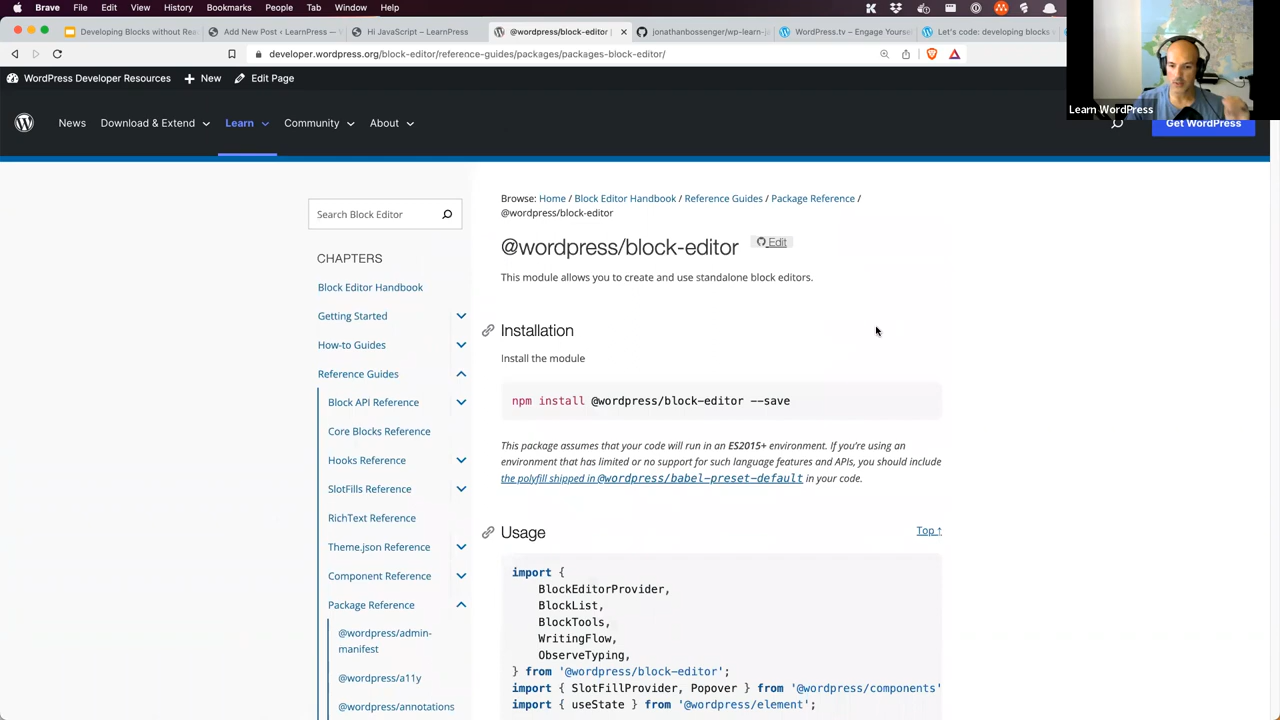 Brave File Edit View History Bookmarks People Tab Window Help
Developing Blocks without Rea
Add New Post ‹ LearnPress —
Hi JavaScript – LearnPress
@wordpress/block-editor |
jonathanbossenger/wp-learn-ja
WordPress.tv – Engage Yourse
Let's code: developing blocks w
developer.wordpress.org/block-editor/reference-guides/packages/packages-block-editor/
WordPress Developer Resources
New
Edit Page
Learn WordPress
News
Download & Extend
Learn
Community
About
Get WordPress
Search Block Editor
CHAPTERS
Block Editor Handbook
Getting Started
How-to Guides
Reference Guides
Block API Reference
Core Blocks Reference
Hooks Reference
SlotFills Reference
RichText Reference
Theme.json Reference
Component Reference
Package Reference
@wordpress/admin-
manifest
@wordpress/a11y
@wordpress/annotations
Browse: Home / Block Editor Handbook / Reference Guides / Package Reference /
@wordpress/block-editor
@wordpress/block-editor Edit
This module allows you to create and use standalone block editors.
Installation
Install the module
npm install @wordpress/block-editor --save
This package assumes that your code will run in an ES2015+ environment. If you're using an
environment that has limited or no support for such language features and APIs, you should include
the polyfill shipped in @wordpress/babel-preset-default in your code.
Usage
Top ↑
import {
BlockEditorProvider,
BlockList,
BlockTools,
WritingFlow,
ObserveTyping,
} from '@wordpress/block-editor';
import { SlotFillProvider, Popover } from '@wordpress/components'
import { useState } from '@wordpress/element';